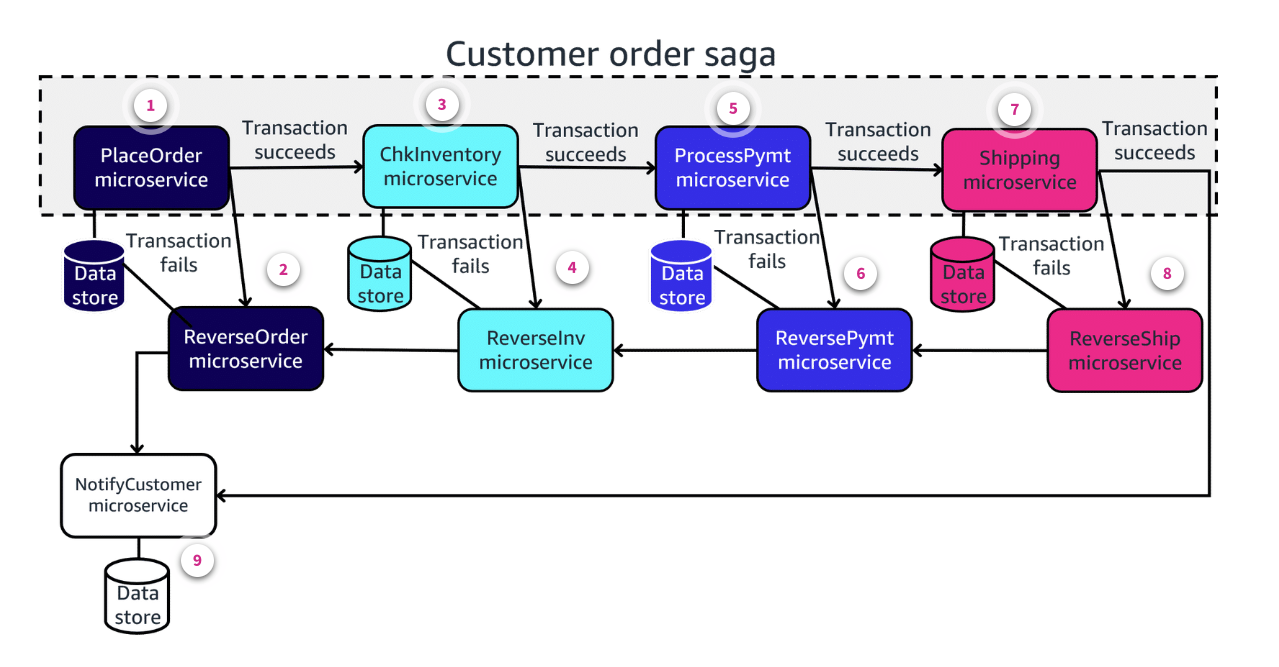 Customer order saga
1
3
5
7
PlaceOrder
microservice
Transaction
succeeds
ChkInventory
microservice
Transaction
succeeds
ProcessPymt
microservice
Transaction
succeeds
Shipping
microservice
Transaction
succeeds
Data
store
Transaction
fails
2
Data
store
Transaction
fails
4
Data
store
Transaction
fails
6
Data
store
Transaction
fails
8
ReverseOrder
microservice
ReverseInv
microservice
ReversePymt
microservice
ReverseShip
microservice
NotifyCustomer
microservice
9
Data
store